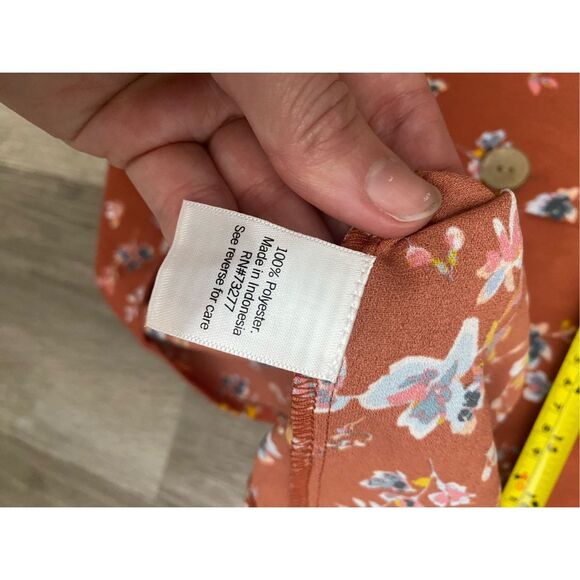 100% Polyester.
Made in Indonesia
RN#73277
See reverse for care